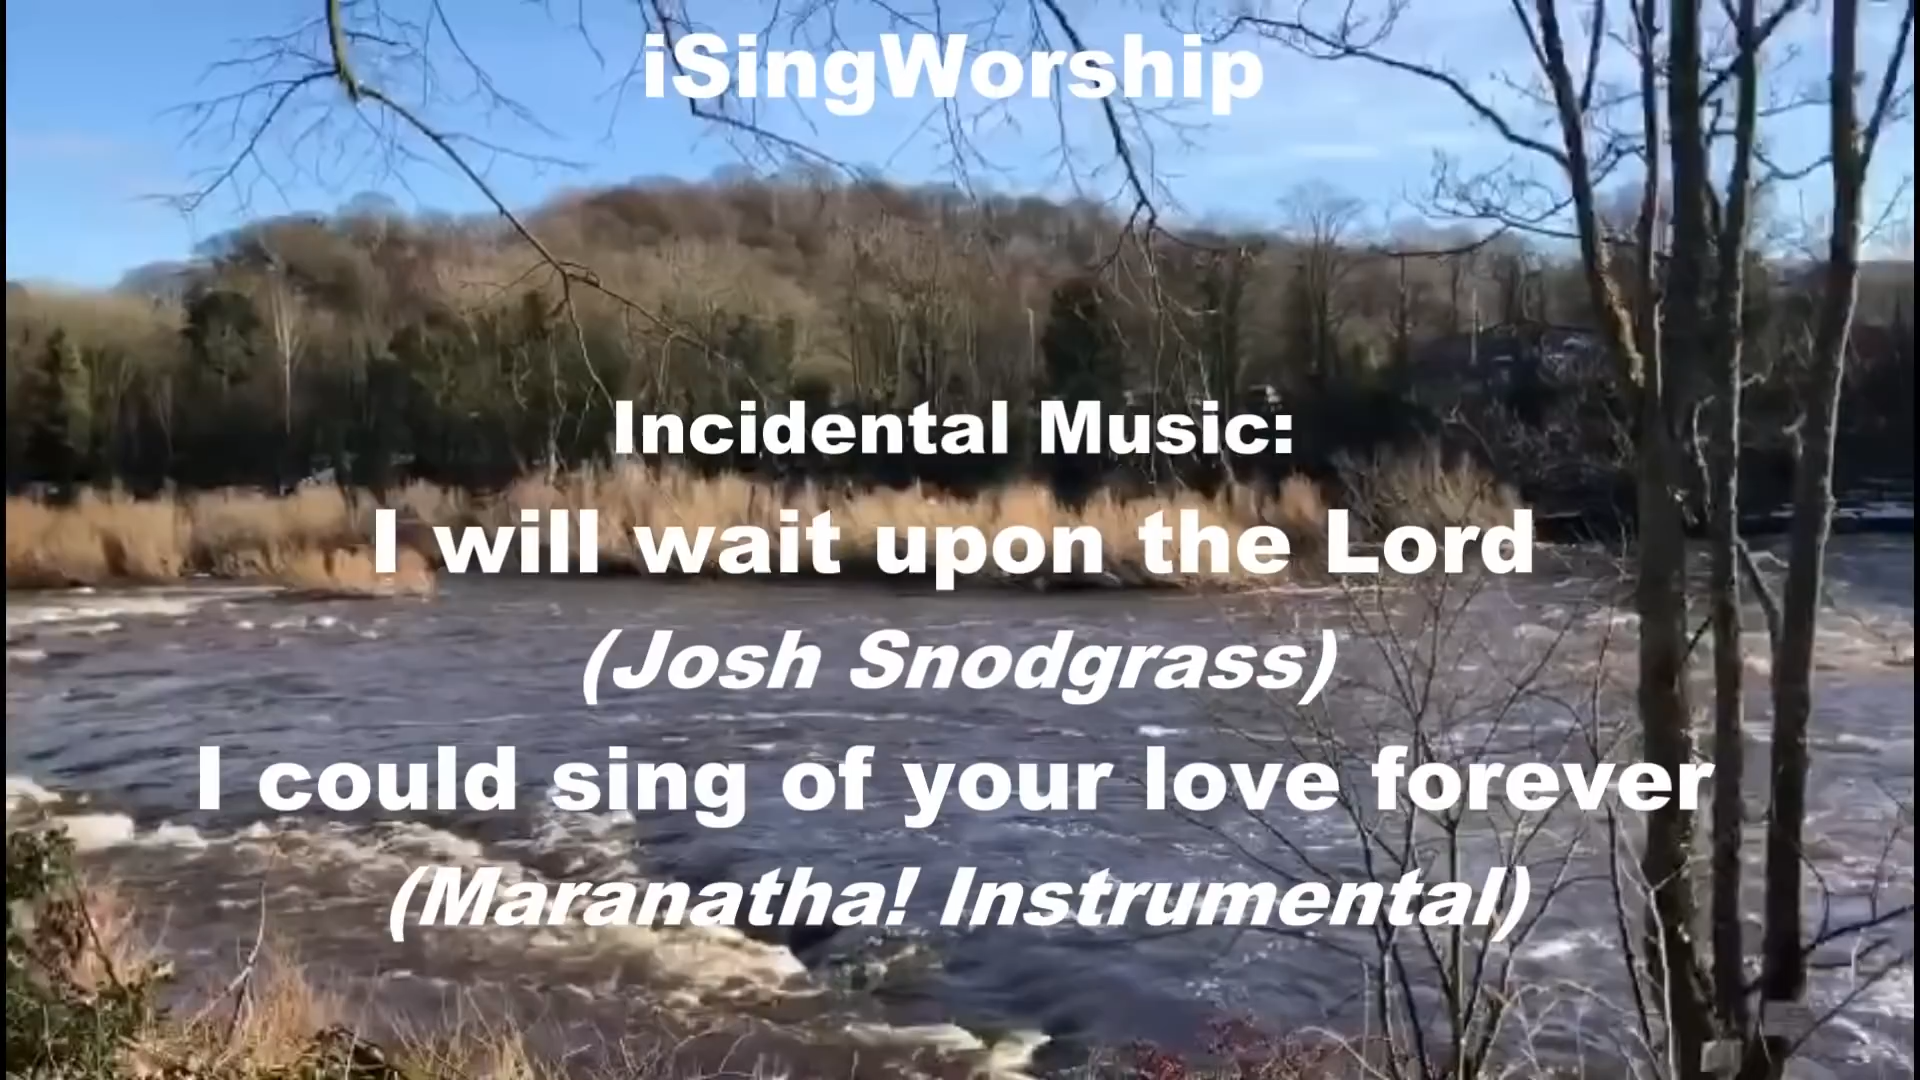 iSingWorship
Incidental Music:
I will wait upon the Lord
(Josh Snodgrass)
I could sing of your love forever
(Maranatha! Instrumental)